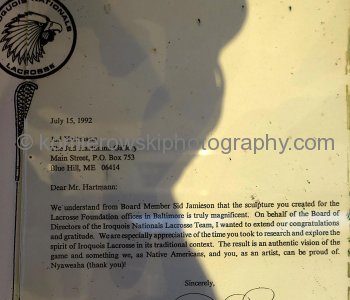 IROQUOIS NATIONALS
LACROSSE
July 15, 1992
The Jud Hartmann Gallery
Main Street, P.O. Box 753
Blue Hill, ME 06414
Dear Mr. Hartmann:
We understand from Board Member Sid Jamieson that the sculpture you created for the
Lacrosse Foundation offices in Baltimore is truly magnificent. On behalf of the Board of
Directors of the Iroquois Nationals Lacrosse Team, I wanted to extend our congratulations
and gratitude. We are especially appreciative of the time you took to research and explore the
spirit of Iroquois Lacrosse in its traditional context. The result is an authentic vision of the
game and something we, as Native Americans, and you, as an artist, can be proud of.
Nyaweaha (thank you)!
Sincerely,